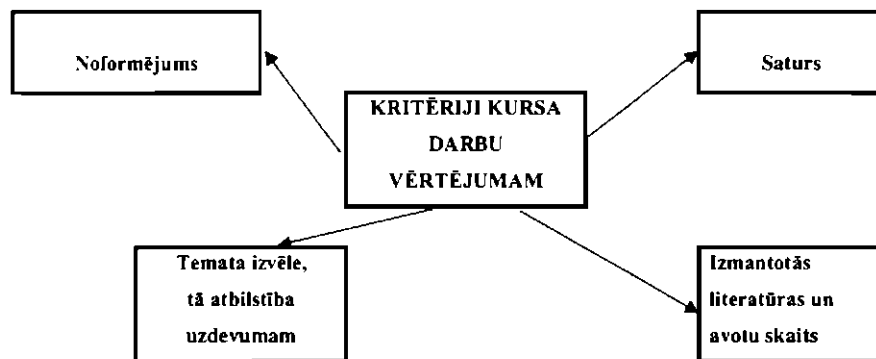 Noformējums
Saturs
KRITĒRIJI KURSA
DARBU
VĒRTĒJUMAM
Temata izvēle,
tā atbilstība
uzdevumam
Izmantotās
literatūras un
avotu skaits